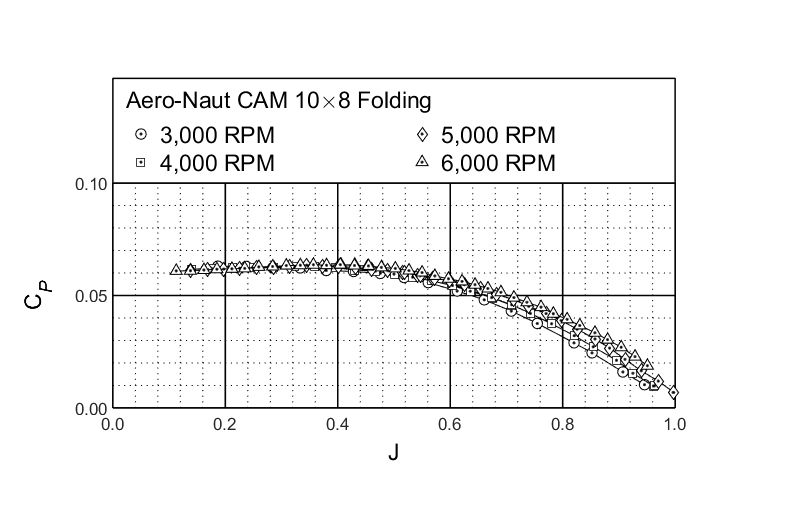 Aero-Naut CAM 10×8 Folding
3,000 RPM
5,000 RPM
4,000 RPM
6,000 RPM
0.10
0.05
0.00
C_P
0.0 0.2 0.4 0.6 0.8 1.0
J